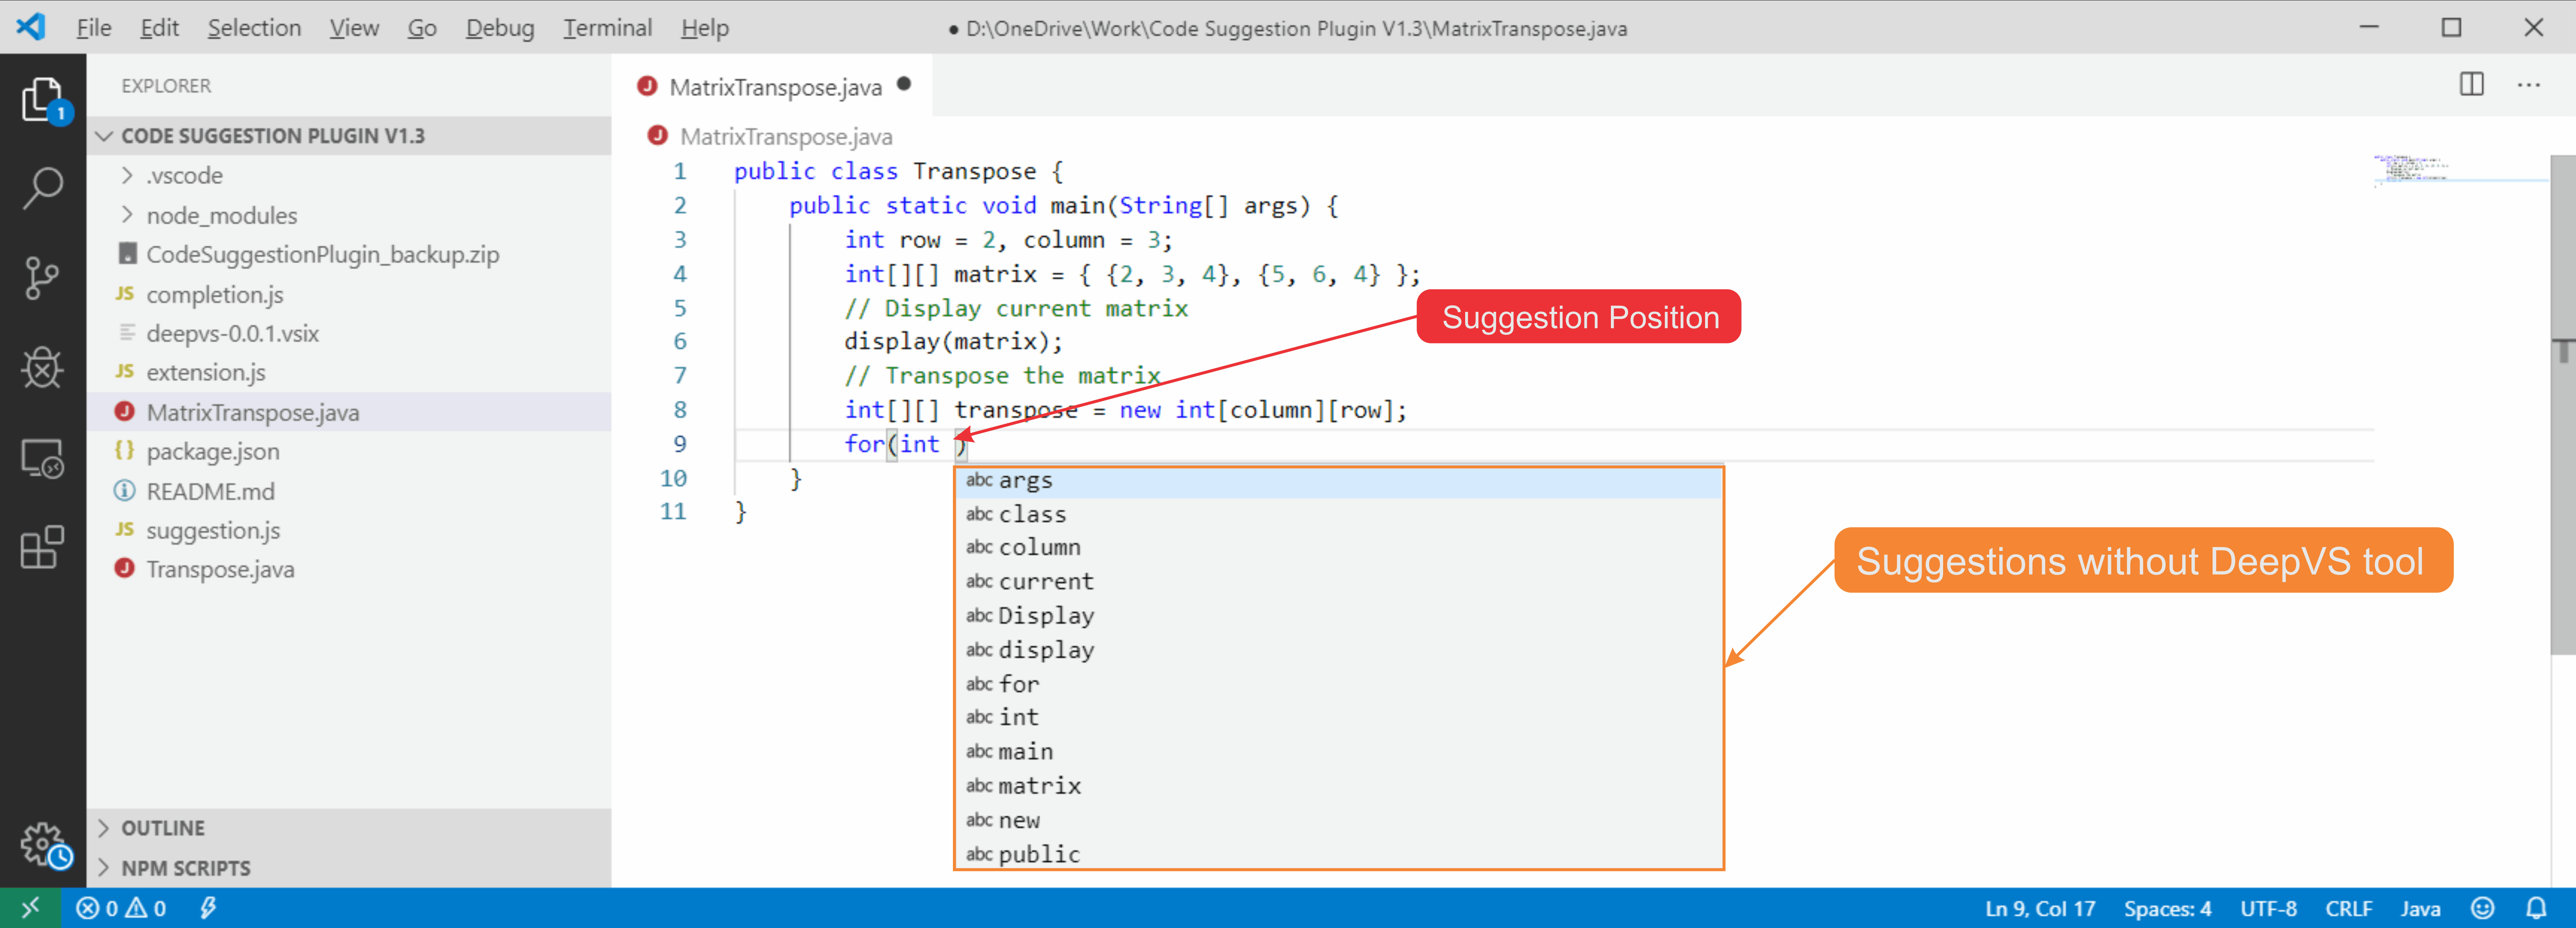 File Edit Selection View Go Debug Terminal Help ● D:\OneDrive\Work\Code Suggestion Plugin V1.3\MatrixTranspose.java
EXPLORER
1
CODE SUGGESTION PLUGIN V1.3
.vscode
node_modules
CodeSuggestionPlugin_backup.zip
JS completion.js
deepvs-0.0.1.vsix
JS extension.js
J MatrixTranspose.java
{} package.json
README.md
JS suggestion.js
J Transpose.java
OUTLINE
NPM SCRIPTS
J MatrixTranspose.java ●
J MatrixTranspose.java
1 public class Transpose {
2 public static void main(String[] args) {
3 int row = 2, column = 3;
4 int[][] matrix = { {2, 3, 4}, {5, 6, 4} };
5 // Display current matrix
6 display(matrix);
7 // Transpose the matrix
8 int[][] transpose = new int[column][row];
9 for(int )
10 }
11 }
Suggestion Position
abc args
abc class
abc column
abc current
abc Display
abc display
abc for
abc int
abc main
abc matrix
abc new
abc public
Suggestions without DeepVS tool
0 0 Ln 9, Col 17 Spaces: 4 UTF-8 CRLF Java